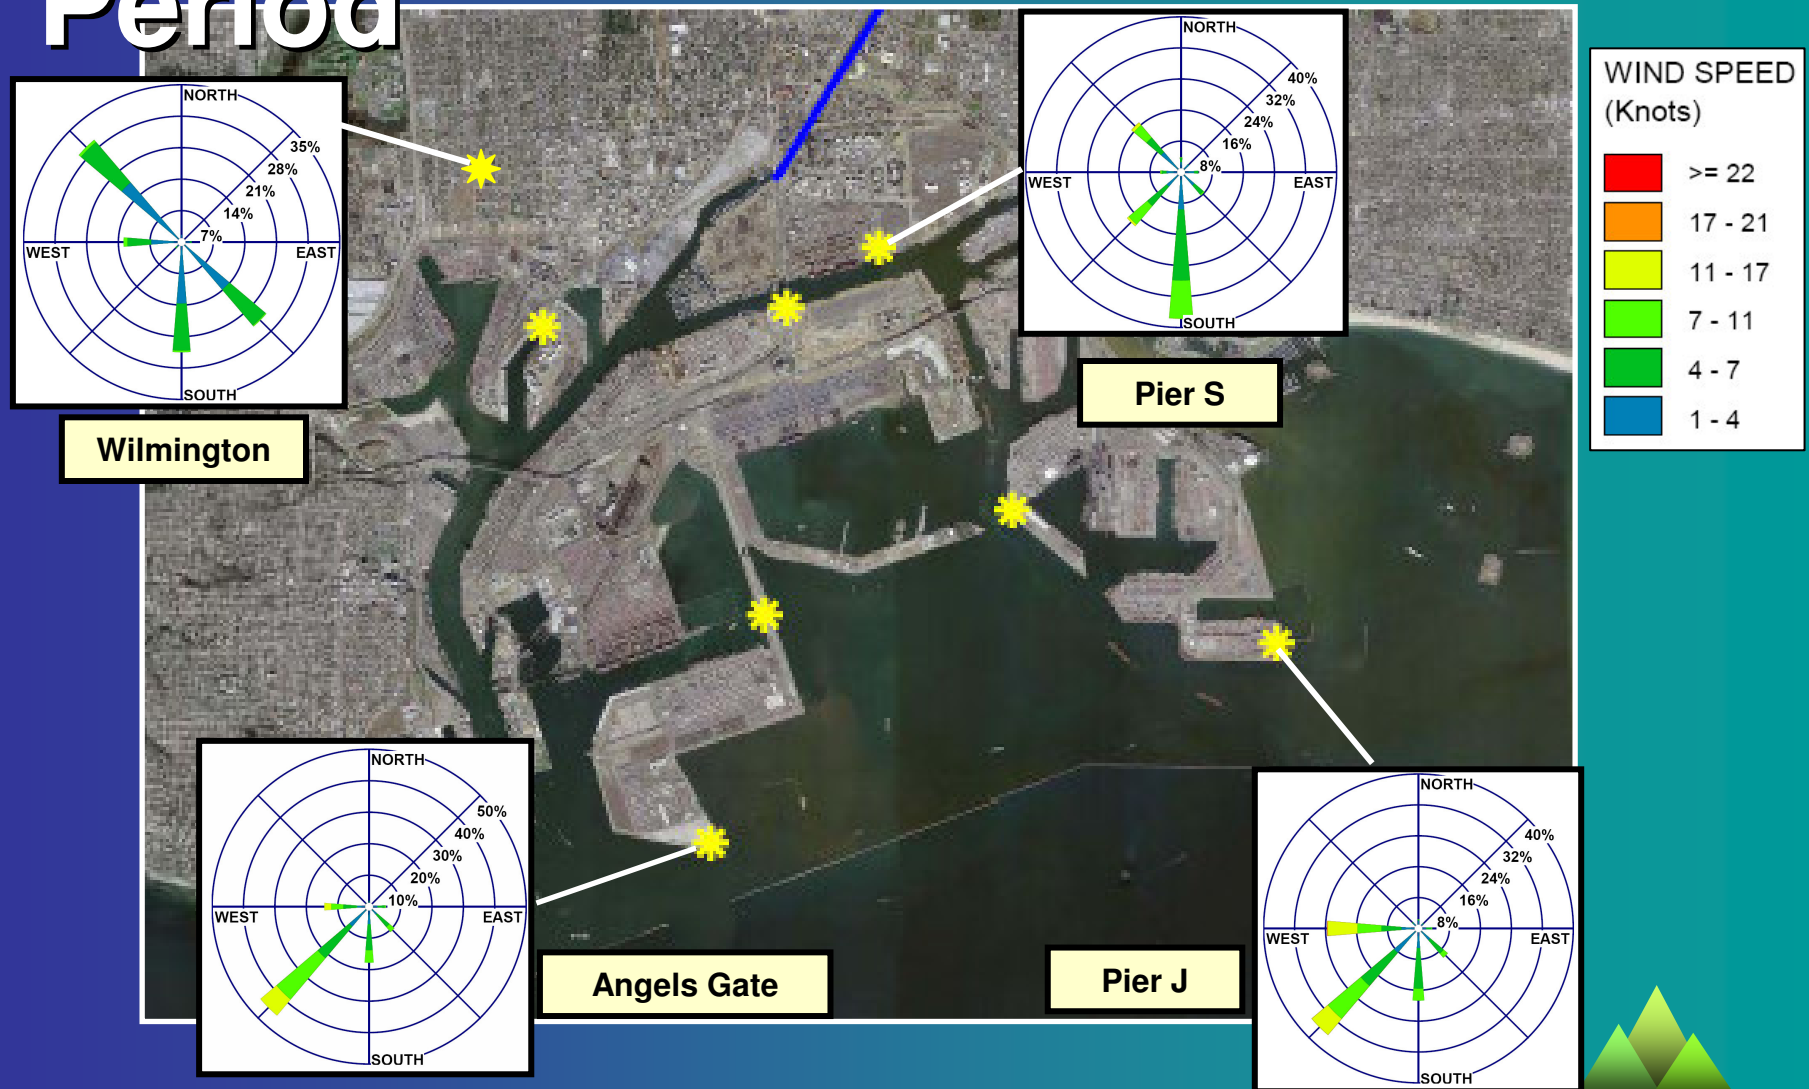 Period
NORTH
35%
28%
21%
14%
7%
WEST
EAST
SOUTH
Wilmington
NORTH
40%
32%
24%
16%
8%
WEST
EAST
SOUTH
Pier S
WIND SPEED
(Knots)
>= 22
17 - 21
11 - 17
7 - 11
4 - 7
1 - 4
NORTH
50%
40%
30%
20%
10%
WEST
EAST
SOUTH
Angels Gate
NORTH
40%
32%
24%
16%
8%
WEST
EAST
SOUTH
Pier J